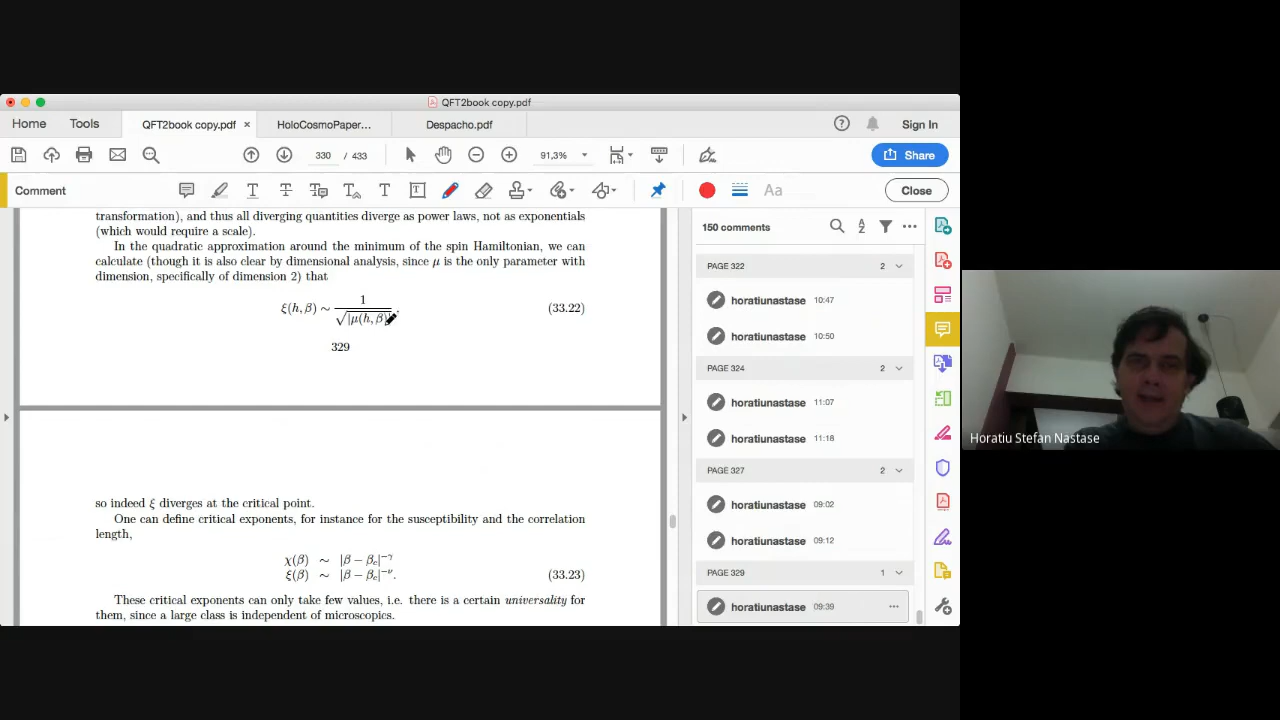 QFT2book copy.pdf
Home Tools QFT2book copy.pdf × HoloCosmoPaper... Despacho.pdf Sign In
330 / 433 91,3% Share
Comment Aa Close
transformation), and thus all diverging quantities diverge as power laws, not as exponentials
(which would require a scale).
In the quadratic approximation around the minimum of the spin Hamiltonian, we can
calculate (though it is also clear by dimensional analysis, since μ is the only parameter with
dimension, specifically of dimension 2) that
ξ(h, β) ∼ 1 / √|μ(h, β)| . (33.22)
329
so indeed ξ diverges at the critical point.
One can define critical exponents, for instance for the susceptibility and the correlation
length,
χ(β) ∼ |β − βc|^−γ
ξ(β) ∼ |β − βc|^−ν. (33.23)
These critical exponents can only take few values, i.e. there is a certain universality for
them, since a large class is independent of microscopics.
150 comments
PAGE 322 2
horatiunastase 10:47
horatiunastase 10:50
PAGE 324 2
horatiunastase 11:07
horatiunastase 11:18
PAGE 327 2
horatiunastase 09:02
horatiunastase 09:12
PAGE 329 1
horatiunastase 09:39
Horatiu Stefan Nastase